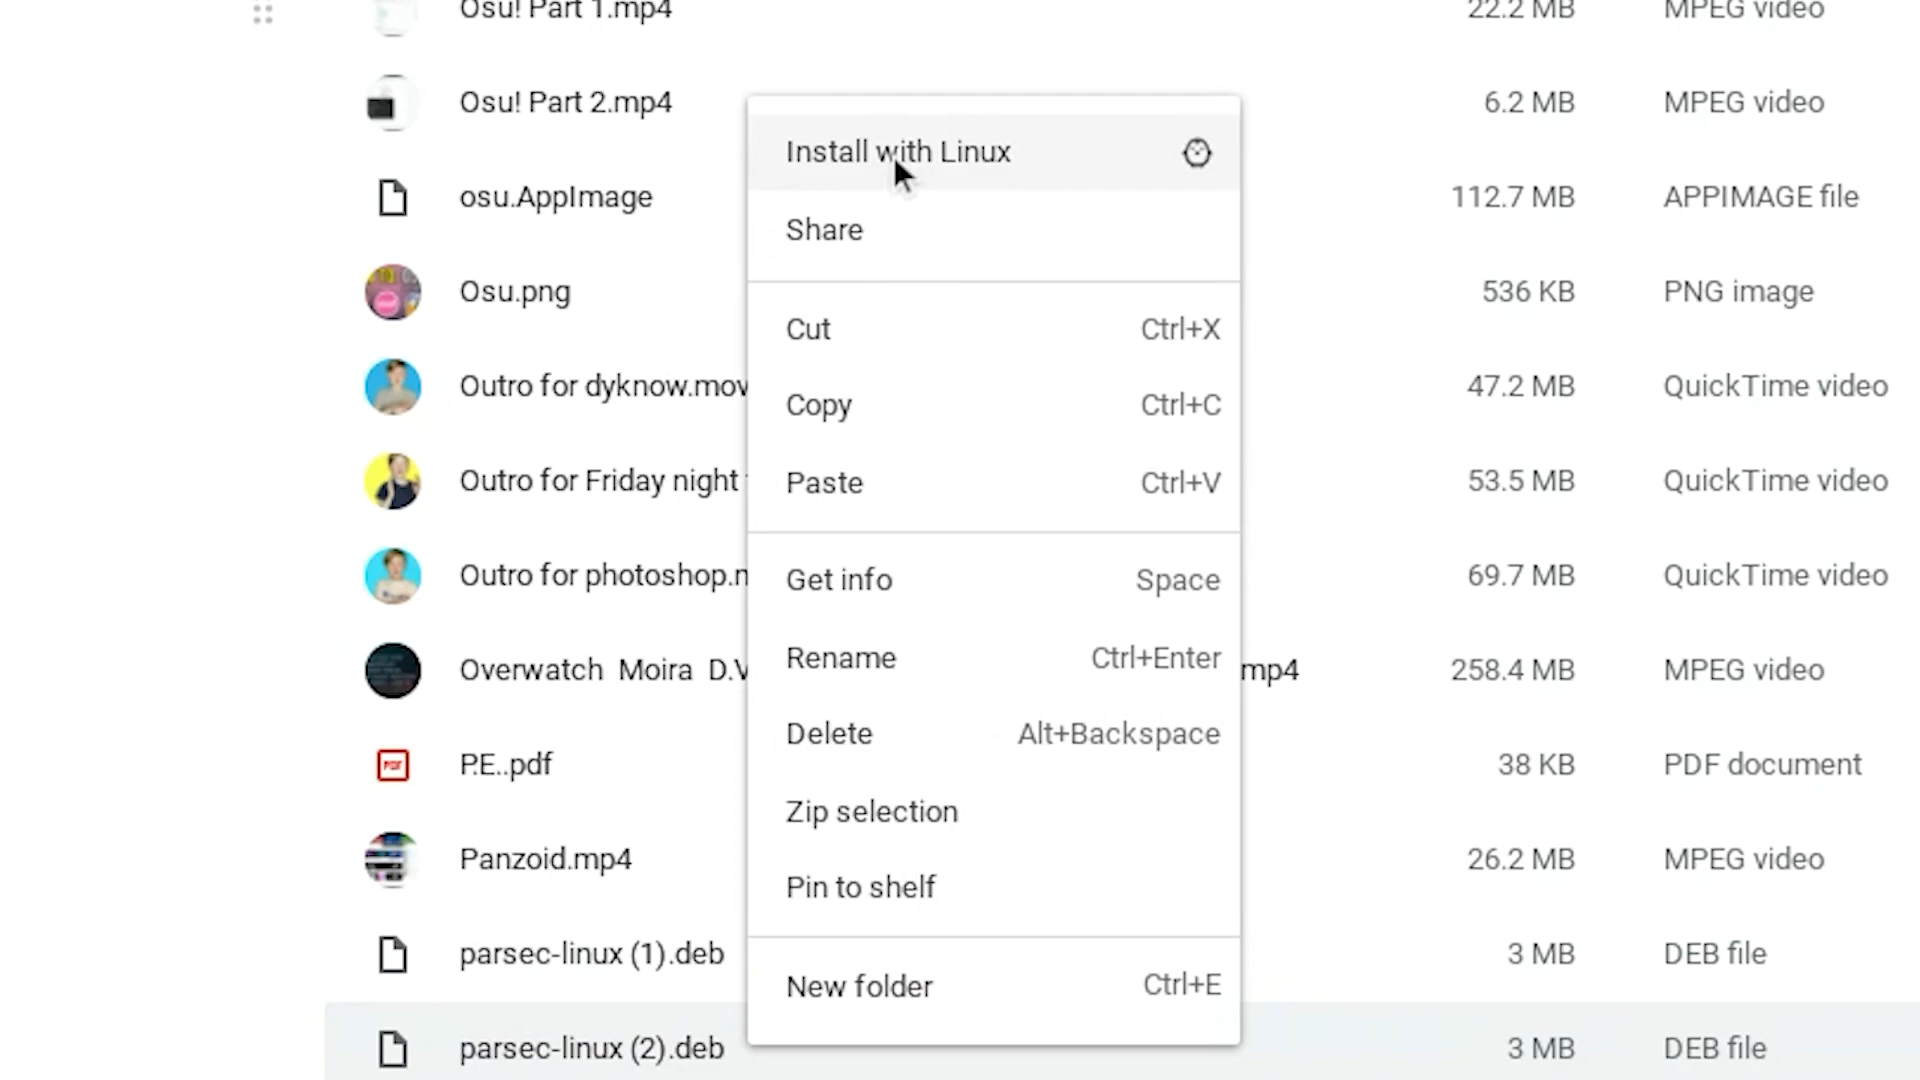 Osu! Part 1.mp4 22.2 MB MPEG video
Osu! Part 2.mp4 6.2 MB MPEG video
osu.AppImage 112.7 MB APPIMAGE file
Osu.png 536 KB PNG image
Outro for dyknow.mov 47.2 MB QuickTime video
Outro for Friday night 53.5 MB QuickTime video
Outro for photoshop.m 69.7 MB QuickTime video
Overwatch Moira D.V mp4 258.4 MB MPEG video
P.E..pdf 38 KB PDF document
Panzoid.mp4 26.2 MB MPEG video
parsec-linux (1).deb 3 MB DEB file
parsec-linux (2).deb 3 MB DEB file
Install with Linux
Share
Cut Ctrl+X
Copy Ctrl+C
Paste Ctrl+V
Get info Space
Rename Ctrl+Enter
Delete Alt+Backspace
Zip selection
Pin to shelf
New folder Ctrl+E
PDF